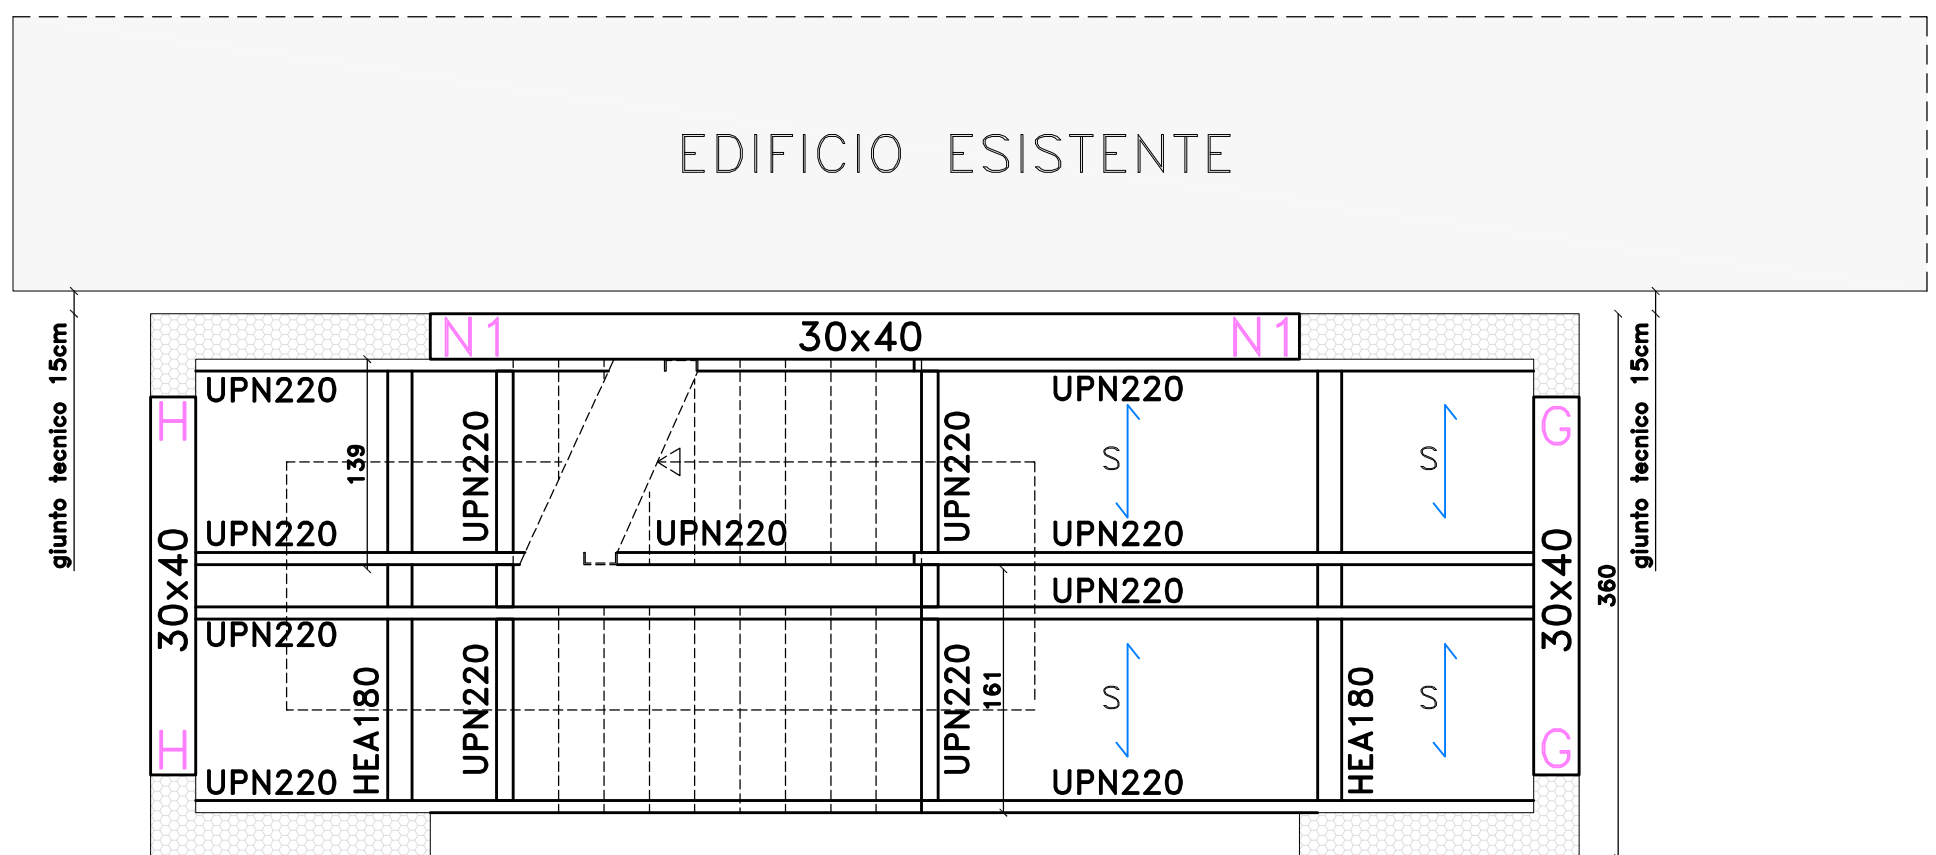 EDIFICIO ESISTENTE
giunto tecnico 15cm
giunto tecnico 15cm
N1
30x40
N1
UPN220
UPN220
H
G
139
UPN220
UPN220
S
S
UPN220
UPN220
UPN220
30x40
30x40
UPN220
360
UPN220
HEA180
UPN220
UPN220
161
S
S
HEA180
H
G
UPN220
UPN220